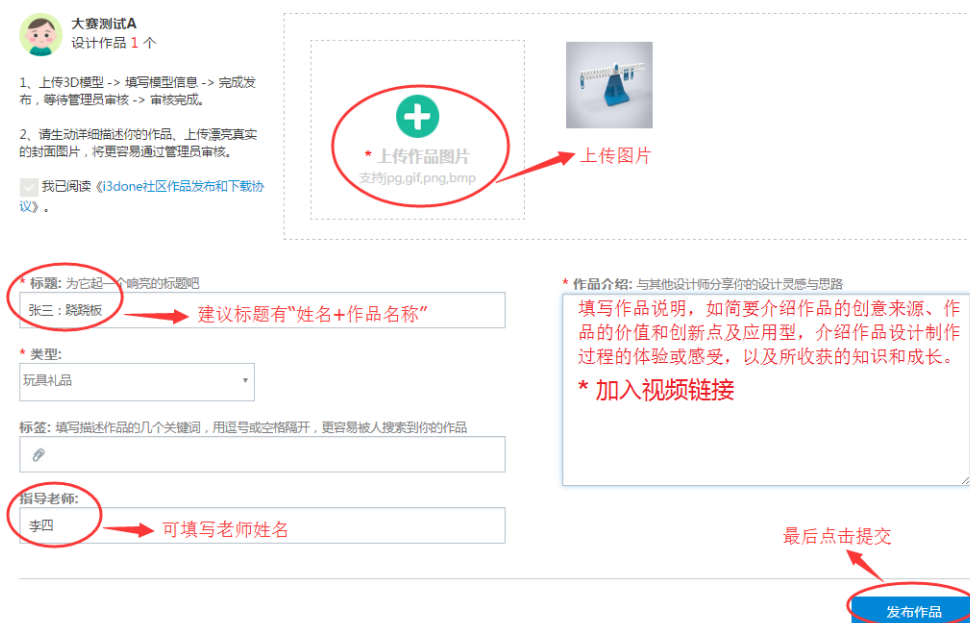 大赛测试A
设计作品 1 个
1、上传3D模型 -> 填写模型信息 -> 完成发
布，等待管理员审核 -> 审核完成。
2、请生动详细描述你的作品、上传漂亮真实
的封面图片，将更容易通过管理员审核。
我已阅读《i3done社区作品发布和下载协
议》。
* 上传作品图片
支持jpg,gif,png,bmp
上传图片
* 标题: 为它起一个响亮的标题吧
张三：跷跷板
建议标题有“姓名+作品名称”
* 类型:
玩具礼品
标签: 填写描述作品的几个关键词，用逗号或空格隔开，更容易被人搜索到你的作品
指导老师:
李四
可填写老师姓名
* 作品介绍: 与其他设计师分享你的设计灵感与思路
填写作品说明，如简要介绍作品的创意来源、作
品的价值和创新点及应用型，介绍作品设计制作
过程的体验或感受，以及所收获的知识和成长。
* 加入视频链接
最后点击提交
发布作品